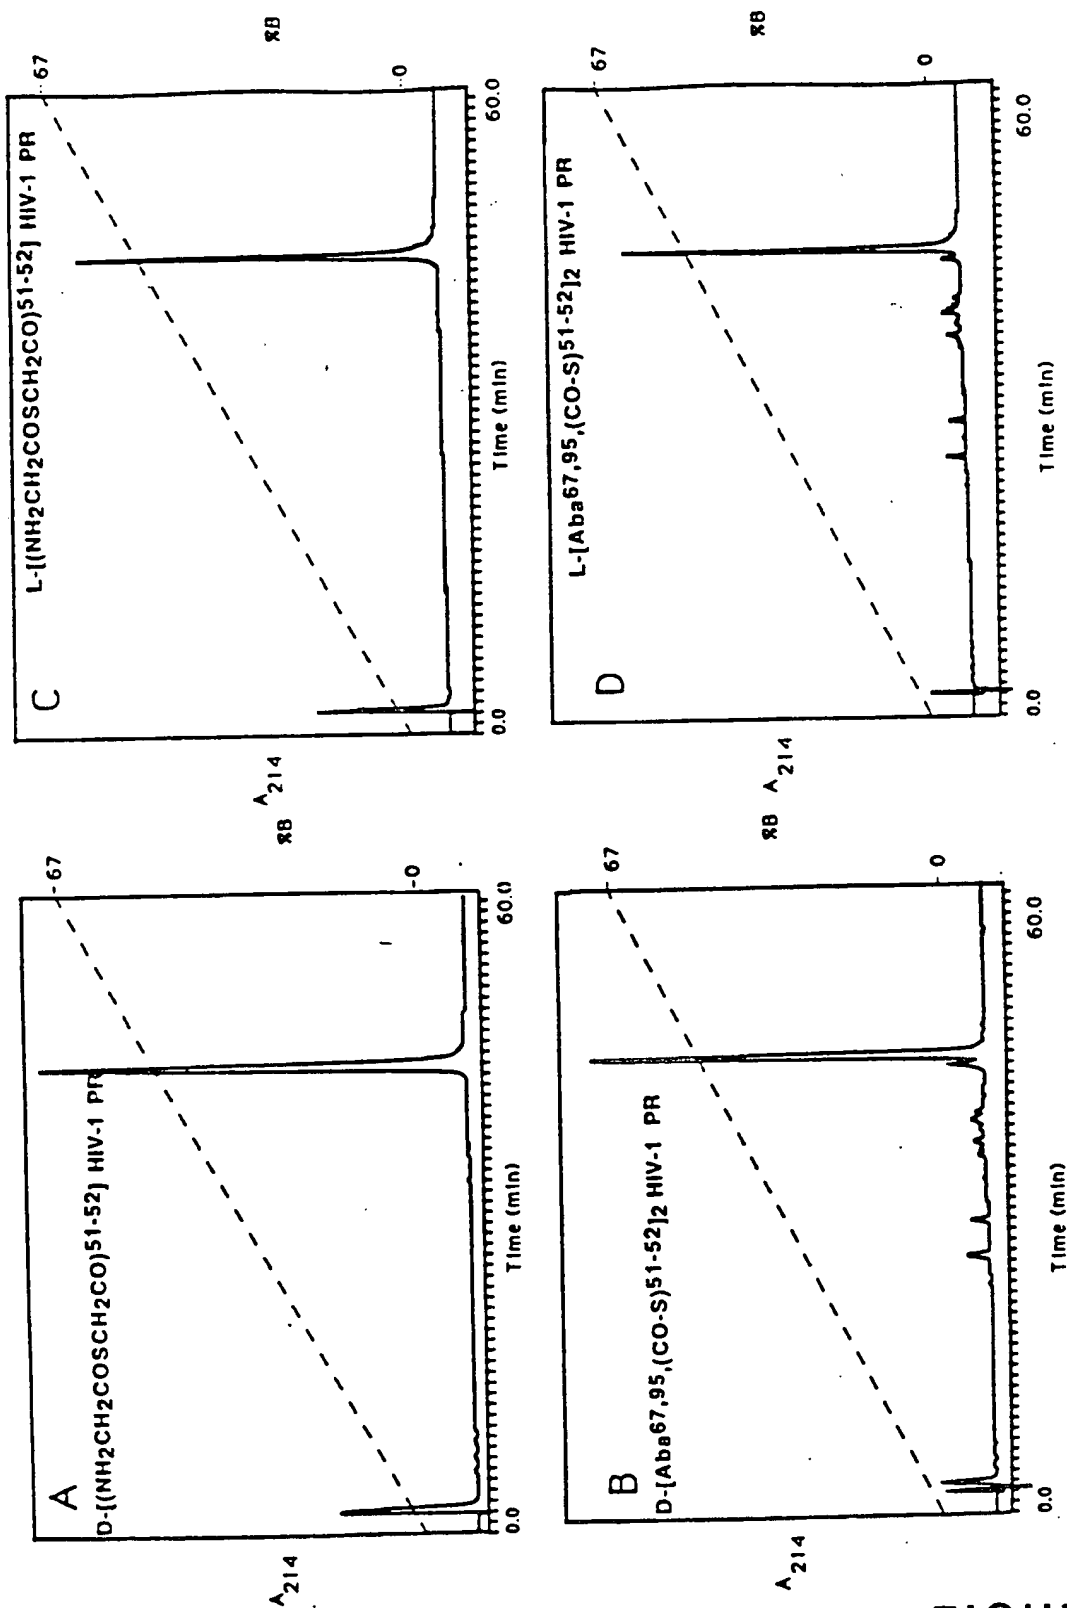 A
D-[(NH2CH2COSCH2CO)51-52] HIV-1 PR
A214
67
%B
0
0.0
60.0
Time (min)
C
L-[(NH2CH2COSCH2CO)51-52] HIV-1 PR
A214
67
%B
0
0.0
60.0
Time (min)
B
D-[Aba67,95,(CO-S)51-52]2 HIV-1 PR
A214
67
%B
0
0.0
60.0
Time (min)
D
L-[Aba67,95,(CO-S)51-52]2 HIV-1 PR
A214
67
%B
0
0.0
60.0
Time (min)